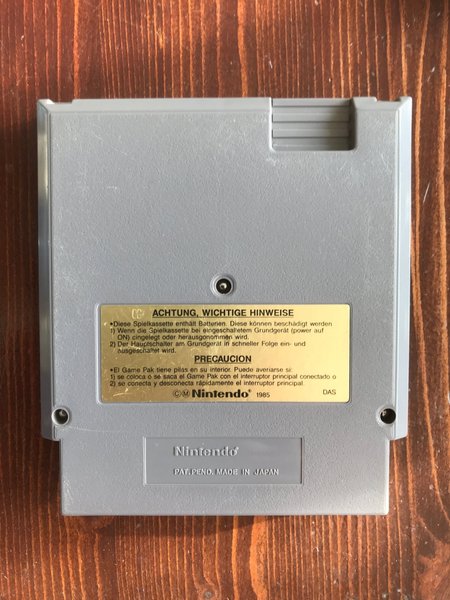 ACHTUNG, WICHTIGE HINWEISE
•Diese Spielkassette enthält Batterien. Diese können beschädigt werden
1) Wenn die Spielkassette bei eingeschaltetem Grundgerät (power auf
ON) eingelegt oder herausgenommen wird.
2) Der Hauptschalter am Grundgerät in schneller Folge ein- und
ausgeschaltet wird.
PRECAUCION
•El Game Pak tiene pilas en su interior. Puede averiarse si:
1) se coloca o se saca el Game Pak con el interruptor principal conectado o
2) se conecta y desconecta rápidamente el interruptor principal.
©M Nintendo® 1985 DAS
Nintendo®
PAT. PEND. MADE IN JAPAN